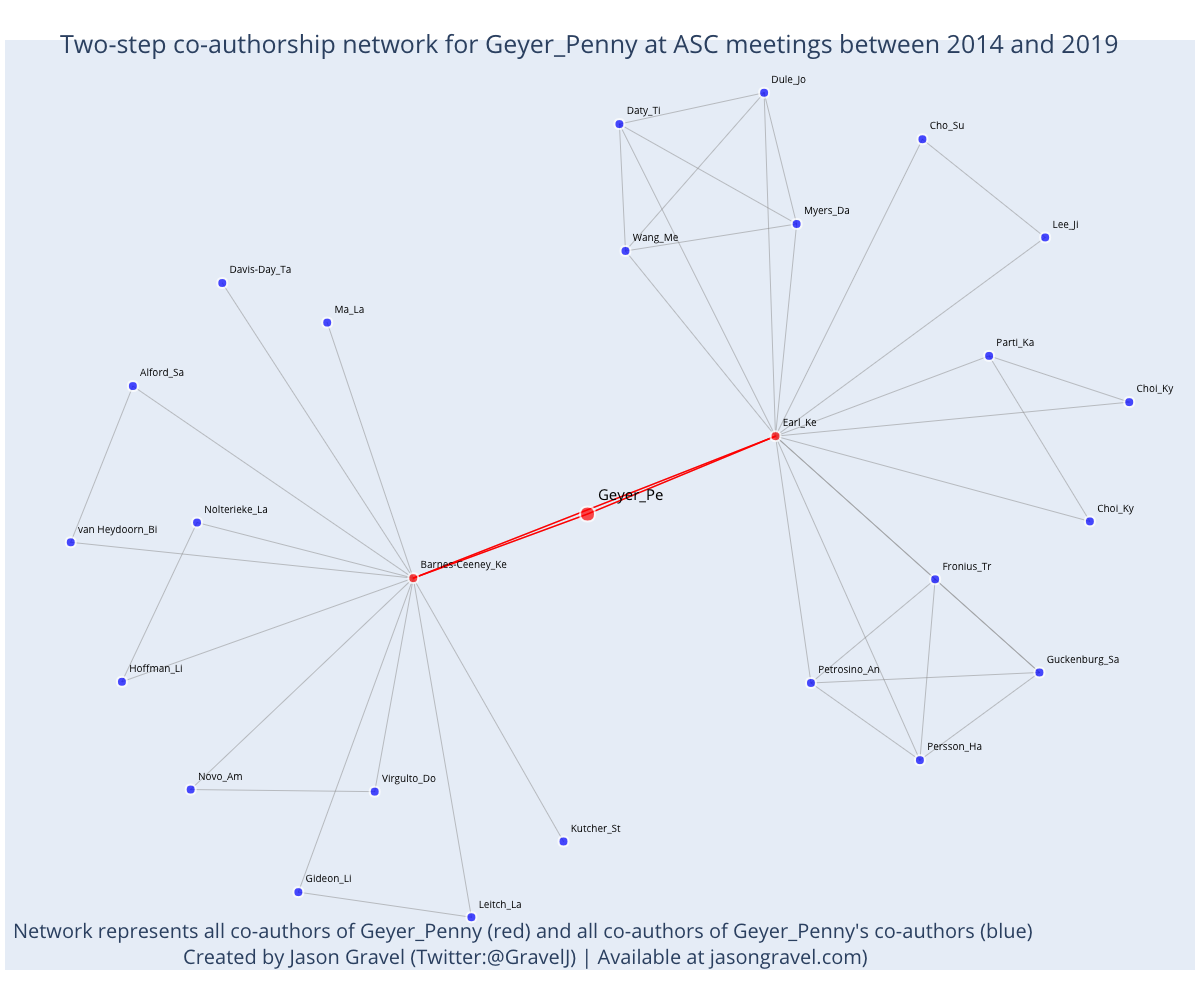 Two-step co-authorship network for Geyer_Penny at ASC meetings between 2014 and 2019
Dule_Jo
Daty_Ti
Cho_Su
Myers_Da
Lee_JI
Wang_Me
Davis-Day_Ta
Ma_La
Parti_Ka
Alford_Sa
Choi_Ky
Earl_Ke
Geyer_Pe
Nolterieke_La
Choi_Ky
van Heydoorn_Bi
Barnes-Ceeney_Ke
Fronius_Tr
Guckenburg_Sa
Hoffman_Li
Petrosino_An
Persson_Ha
Novo_Am
Virgulto_Do
Kutcher_St
Gideon_Li
Leitch_La
Network represents all co-authors of Geyer_Penny (red) and all co-authors of Geyer_Penny's co-authors (blue)
Created by Jason Gravel (Twitter:@GravelJ) | Available at jasongravel.com)